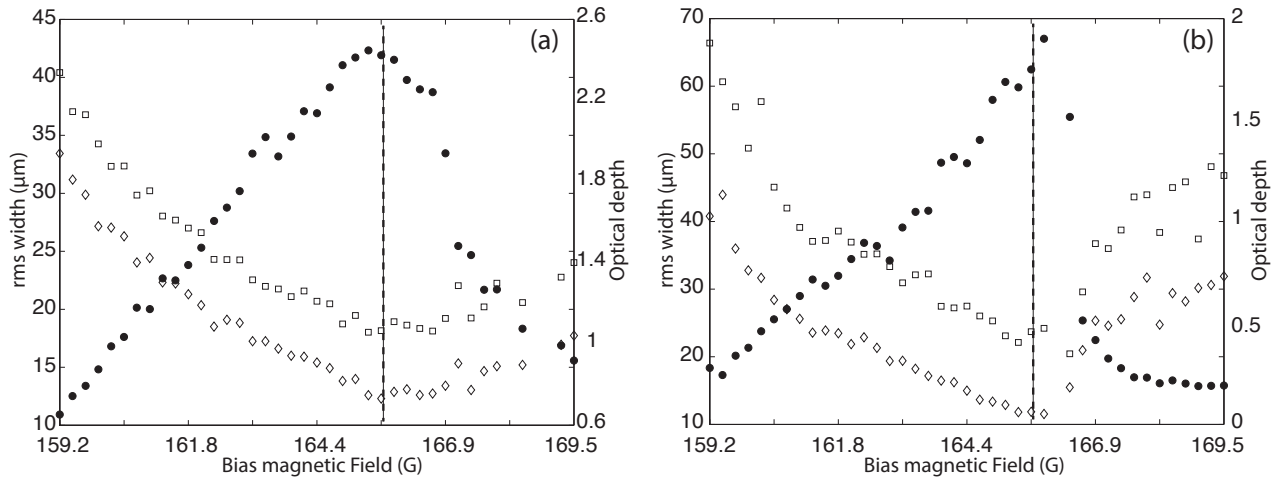 45
40
35
30
25
20
15
10
rms width (µm)
2.6
2.2
1.8
1.4
1
0.6
Optical depth
(a)
159.2 161.8 164.4 166.9 169.5
Bias magnetic Field (G)
70
60
50
40
30
20
10
rms width (µm)
2
1.5
1
0.5
0
Optical depth
(b)
159.2 161.8 164.4 166.9 169.5
Bias magnetic Field (G)